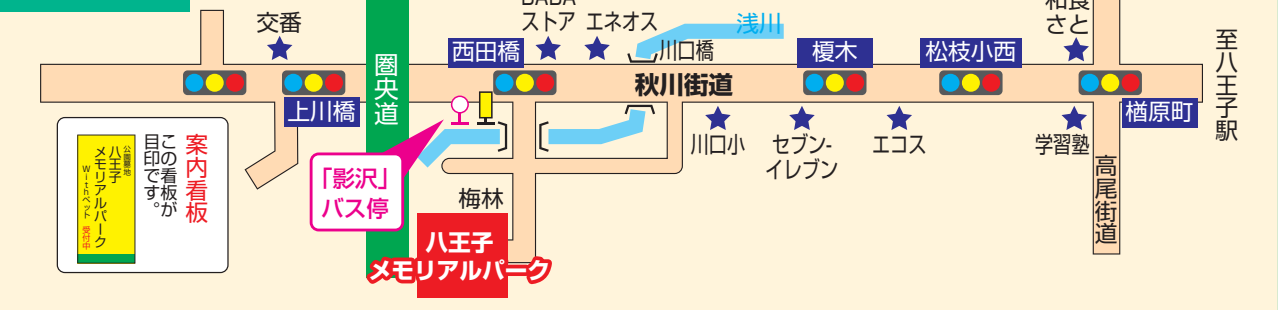 BABA
ストア
エネオス
浅川
和食
さと
交番
西田橋
川口橋
榎木
松枝小西
至八王子駅
圏央道
秋川街道
上川橋
楢原町
川口小
セブン-
イレブン
エコス
学習塾
高尾街道
「影沢」
バス停
梅林
八王子
メモリアルパーク
案内看板
この看板が
目印です。
公園墓地
八王子
メモリアルパーク
Withペット 受付中